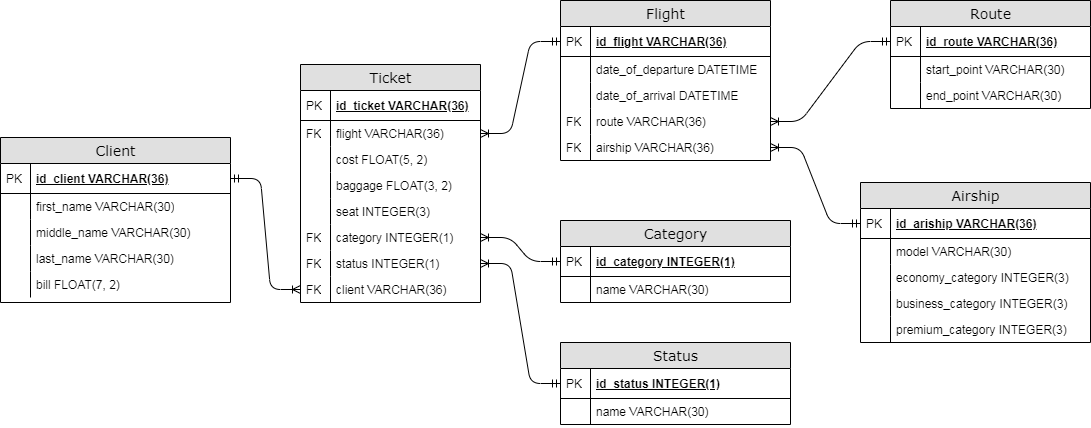 Client
PK id_client VARCHAR(36)
first_name VARCHAR(30)
middle_name VARCHAR(30)
last_name VARCHAR(30)
bill FLOAT(7, 2)
Ticket
PK id_ticket VARCHAR(36)
FK flight VARCHAR(36)
cost FLOAT(5, 2)
baggage FLOAT(3, 2)
seat INTEGER(3)
FK category INTEGER(1)
FK status INTEGER(1)
FK client VARCHAR(36)
Flight
PK id_flight VARCHAR(36)
date_of_departure DATETIME
date_of_arrival DATETIME
FK route VARCHAR(36)
FK airship VARCHAR(36)
Category
PK id_category INTEGER(1)
name VARCHAR(30)
Status
PK id_status INTEGER(1)
name VARCHAR(30)
Route
PK id_route VARCHAR(36)
start_point VARCHAR(30)
end_point VARCHAR(30)
Airship
PK id_ariship VARCHAR(36)
model VARCHAR(30)
economy_category INTEGER(3)
business_category INTEGER(3)
premium_category INTEGER(3)